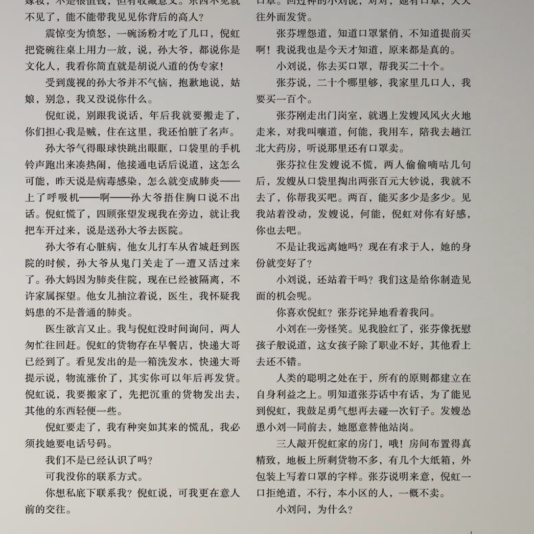 嫁妆，不是很值钱，但有收藏意义。东西不见就
不见了，能不能带我见见你背后的高人？
震惊变为愤怒，一碗汤粉才吃了几口，倪虹
把瓷碗往桌上用力一放，说，孙大爷，都说你是
文化人，我看你简直就是胡说八道的伪专家！
受到蔑视的孙大爷并不气恼，抱歉地说，姑
娘，别急，我又没说你什么。
倪虹说，别跟我说话，年后我就要搬走了，
你们担心我是贼，住在这里，我还怕脏了名声。
孙大爷气得眼球快跳出眼眶，口袋里的手机
铃声跑出来凑热闹，他接通电话后说道，这怎么
可能，昨天说是病毒感染，怎么就变成肺炎——
上了呼吸机——啊——孙大爷捂住胸口说不出
话。倪虹慌了，四顾张望发现我在旁边，就让我
把车开过来，说是送孙大爷去医院。
孙大爷有心脏病，他女儿打车从省城赶到医
院的时候，孙大爷从鬼门关走了一遭又活过来
了。孙大妈因为肺炎住院，现在已经被隔离，不
许家属探望。他女儿抽泣着说，医生，我怀疑我
妈患的不是普通的肺炎。
医生欲言又止。我与倪虹没时间询问，两人
匆忙往回赶。倪虹的货物存在早餐店，快递大哥
已经到了。看见发出的是一箱洗发水，快递大哥
提示说，物流涨价了，其实你可以年后再发货。
倪虹说，我要搬家了，先把沉重的货物发出去，
其他的东西轻便一些。
倪虹要走了，我有种突如其来的慌乱，我必
须找她要电话号码。
我们不是已经认识了吗？
可我没你的联系方式。
你想私底下联系我？倪虹说，可我更在意人
前的交往。
口罩。回过神的小刘说，对对，她有口罩，天天
往外面发货。
张芬埋怨道，知道口罩紧俏，不知道提前买
啊！我说我也是今天才知道，原来都是真的。
小刘说，你去买口罩，帮我买二十个。
张芬说，二十个哪里够，我家里几口人，我
要买一百个。
张芬刚走出门岗室，就遇上发嫂风风火火地
走来，对我叫嚷道，何能，我用车，陪我去趟江
北大药房，听说那里还有口罩卖。
张芬拉住发嫂说不慌，两人偷偷嘀咕几句
后，发嫂从口袋里掏出两张百元大钞说，我就不
去了，你帮我买吧。两百，能买多少是多少。见
我站着没动，发嫂说，何能，倪虹对你有好感，
你也去吧。
不是让我远离她吗？现在有求于人，她的身
份就变好了？
小刘说，还站着干吗？我们这是给你制造见
面的机会呢。
你喜欢倪虹？张芬诧异地看着我问。
小刘在一旁怪笑。见我脸红了，张芬像抚慰
孩子般说道，这女孩子除了职业不好，其他看上
去还不错。
人类的聪明之处在于，所有的原则都建立在
自身利益之上。明知道张芬话中有话，为了能见
到倪虹，我鼓足勇气想再去碰一次钉子。发嫂怂
恿小刘一同前去，她愿意替他站岗。
三人敲开倪虹家的房门，哦！房间布置得真
精致，地板上所剩货物不多，有几个大纸箱，外
包装上写着口罩的字样。张芬说明来意，倪虹一
口拒绝道，不行，本小区的人，一概不卖。
小刘问，为什么？